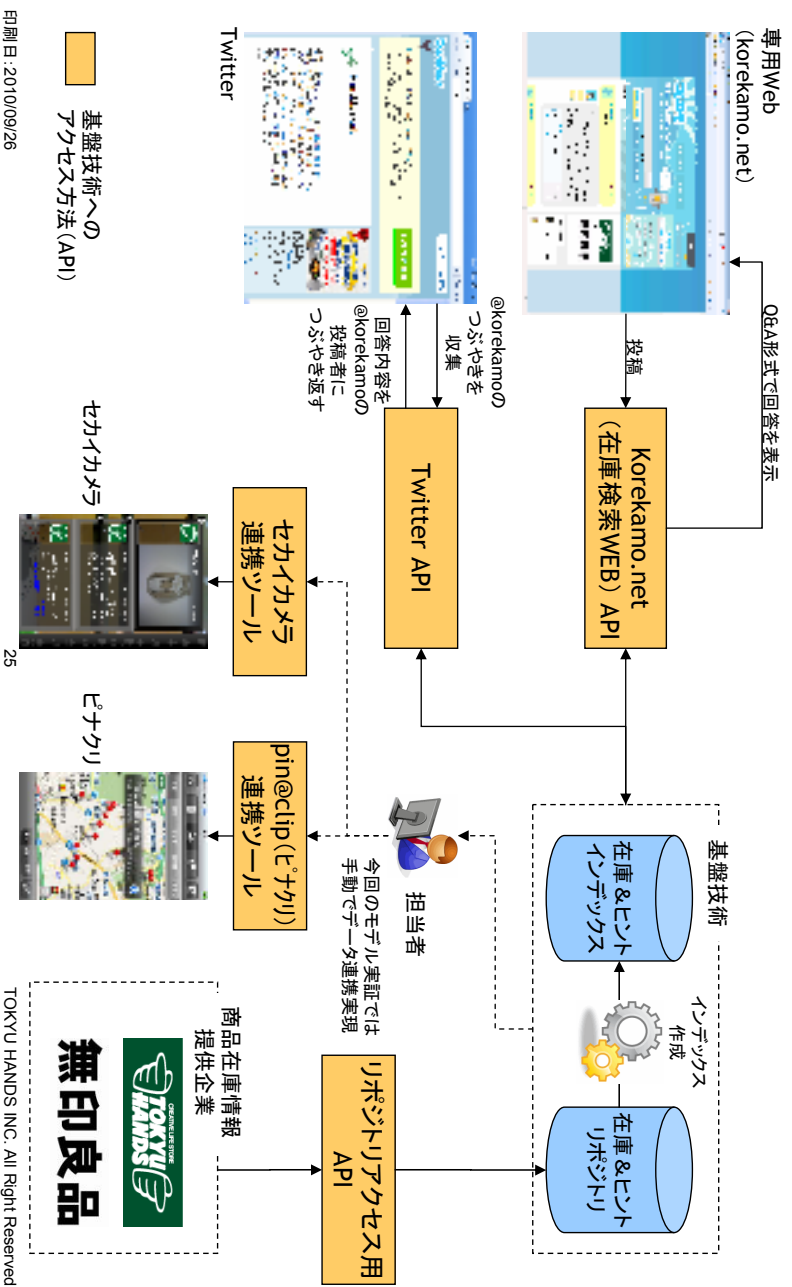 専用Web
(korekamo.net)
Q&A形式で回答を表示
投稿
Korekamo.net
(在庫検索WEB) API
基盤技術
在庫&ヒント
インデックス
インデックス
作成
在庫&ヒント
リポジトリ
Twitter
@korekamoの
つぶやきを
収集
回答内容を
@korekamoの
投稿者に
つぶやき返す
Twitter API
担当者
今回のモデル実証では
手動でデータ連携実現
リポジトリアクセス用
API
基盤技術への
アクセス方法(API)
セカイカメラ
連携ツール
セカイカメラ
pin@clip(ピナクリ)
連携ツール
ピナクリ
商品在庫情報
提供企業
CREATIVE LIFE STORE
TOKYU
HANDS
無印良品
印刷日:2010/09/26
25
TOKYU HANDS INC. All Right Reserved